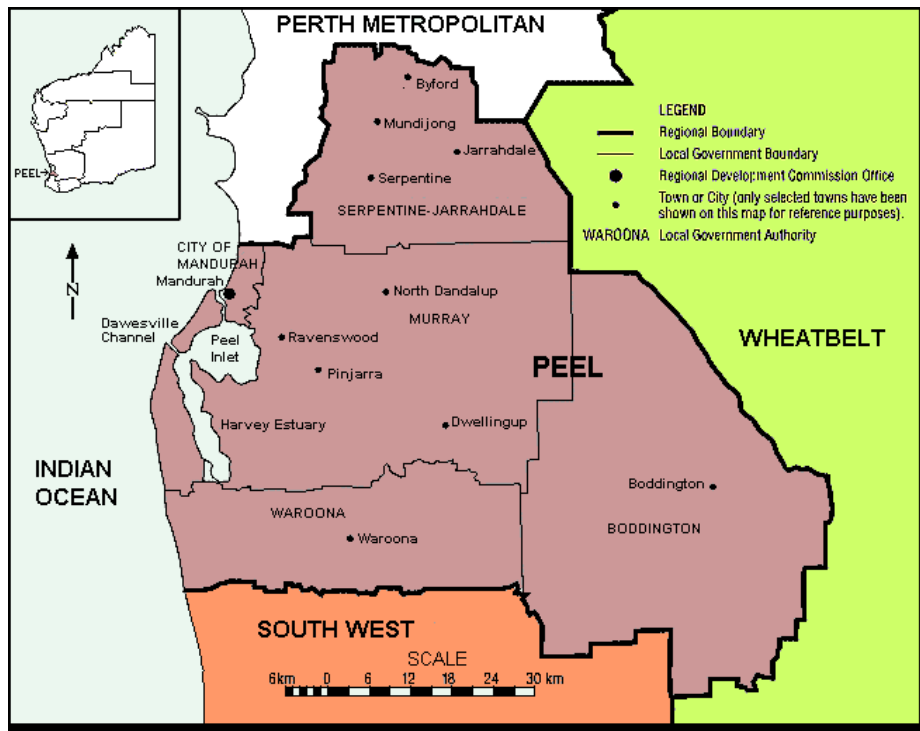 PERTH METROPOLITAN
PEEL
Byford
Mundijong
Jarrahdale
Serpentine
SERPENTINE-JARRAHDALE
LEGEND
Regional Boundary
Local Government Boundary
Regional Development Commission Office
Town or City (only selected towns have been
shown on this map for reference purposes).
WAROONA Local Government Authority
N
CITY OF
MANDURAH
Mandurah
Dawesville
Channel
Peel
Inlet
North Dandalup
MURRAY
Ravenswood
Pinjarra
PEEL
WHEATBELT
Harvey Estuary
Dwellingup
INDIAN
OCEAN
Boddington
BODDINGTON
WAROONA
Waroona
SOUTH WEST
SCALE
6km 0 6 12 18 24 30 km